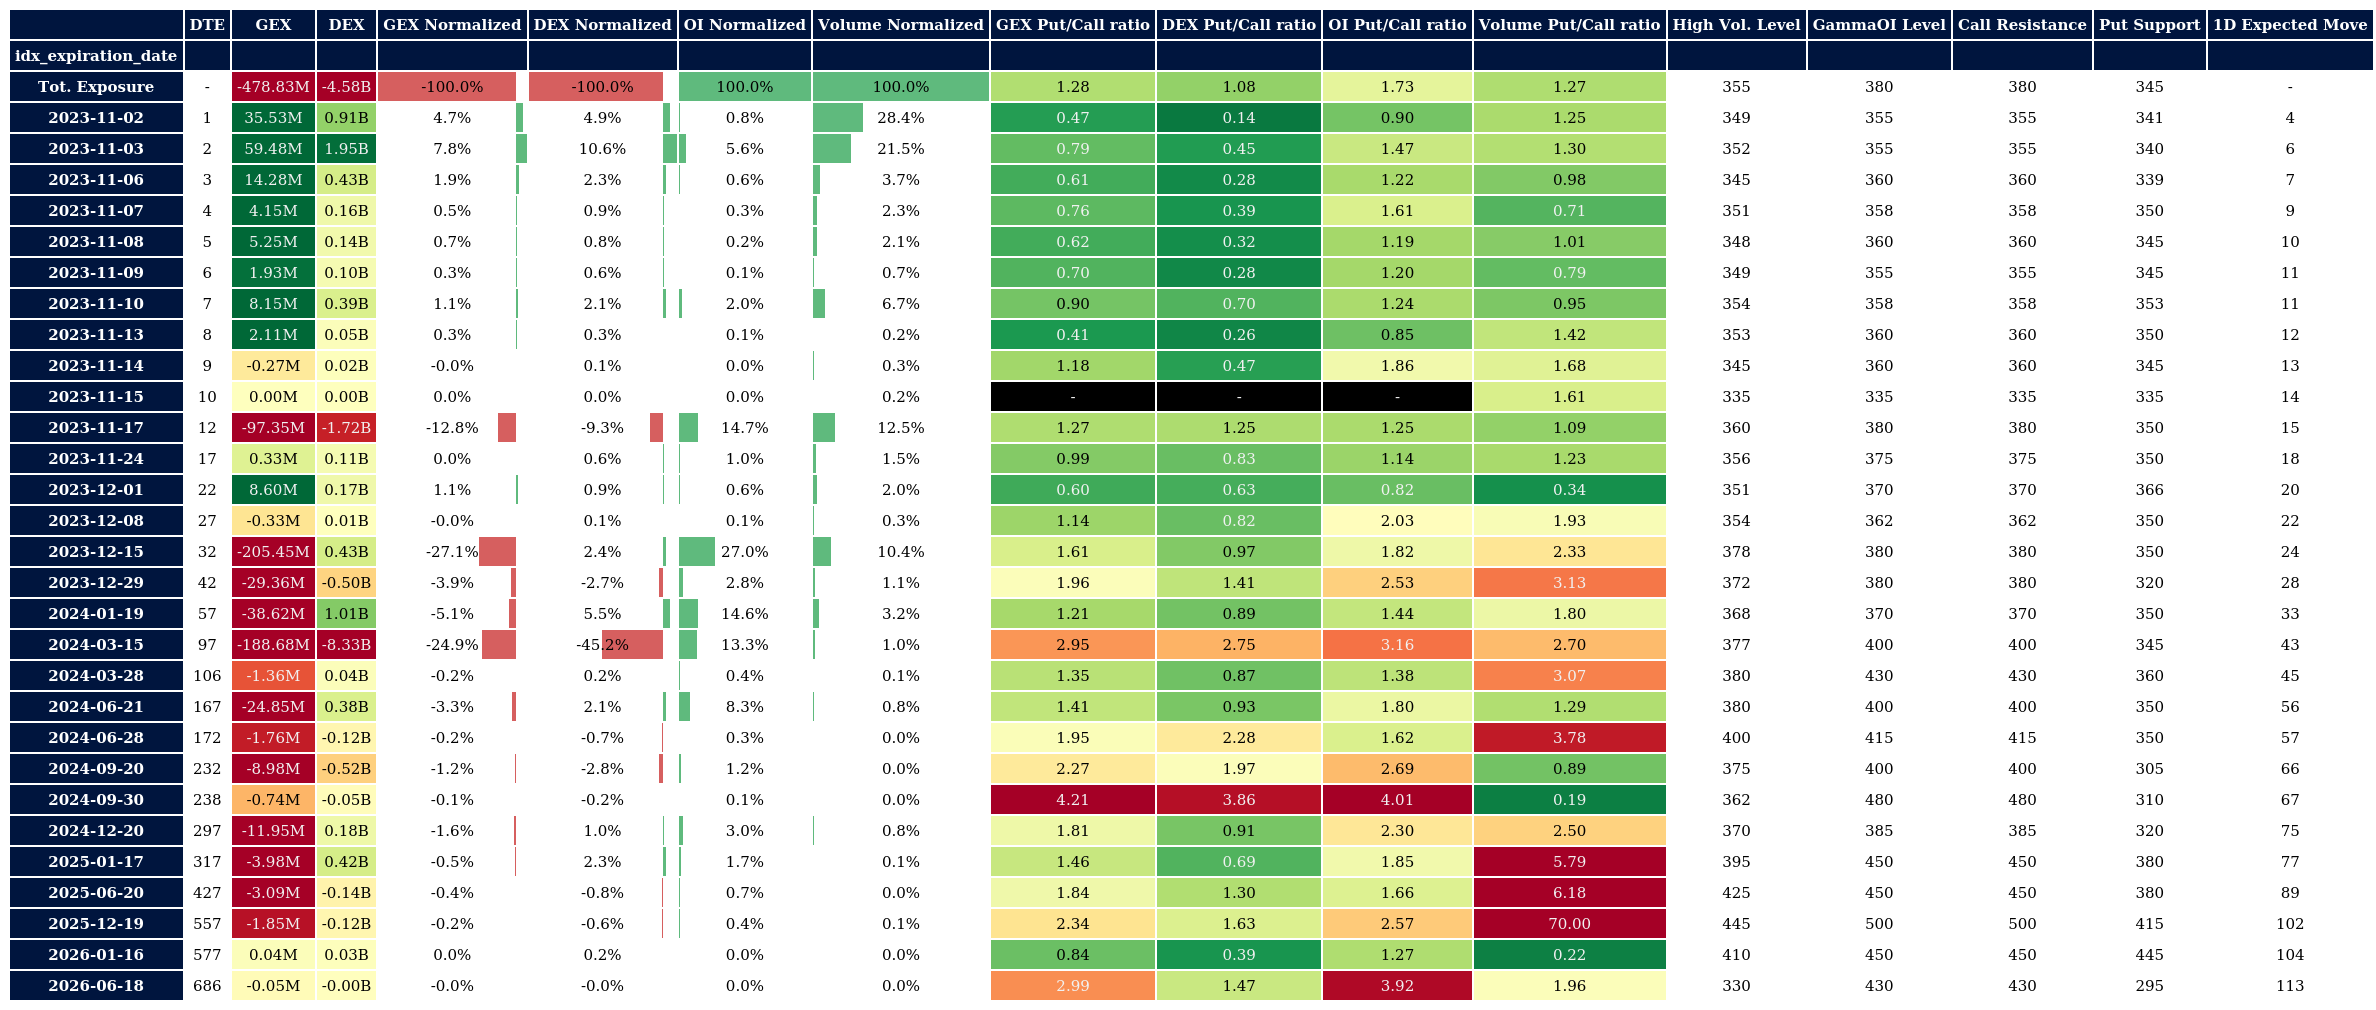 DTE GEX DEX GEX Normalized DEX Normalized OI Normalized Volume Normalized GEX Put/Call ratio DEX Put/Call ratio OI Put/Call ratio Volume Put/Call ratio High Vol. Level GammaOI Level Call Resistance Put Support 1D Expected Move
idx_expiration_date
Tot. Exposure - -478.83M -4.58B -100.0% -100.0% 100.0% 100.0% 1.28 1.08 1.73 1.27 355 380 380 345 -
2023-11-02 1 35.53M 0.91B 4.7% 4.9% 0.8% 28.4% 0.47 0.14 0.90 1.25 349 355 355 341 4
2023-11-03 2 59.48M 1.95B 7.8% 10.6% 5.6% 21.5% 0.79 0.45 1.47 1.30 352 355 355 340 6
2023-11-06 3 14.28M 0.43B 1.9% 2.3% 0.6% 3.7% 0.61 0.28 1.22 0.98 345 360 360 339 7
2023-11-07 4 4.15M 0.16B 0.5% 0.9% 0.3% 2.3% 0.76 0.39 1.61 0.71 351 358 358 350 9
2023-11-08 5 5.25M 0.14B 0.7% 0.8% 0.2% 2.1% 0.62 0.32 1.19 1.01 348 360 360 345 10
2023-11-09 6 1.93M 0.10B 0.3% 0.6% 0.1% 0.7% 0.70 0.28 1.20 0.79 349 355 355 345 11
2023-11-10 7 8.15M 0.39B 1.1% 2.1% 2.0% 6.7% 0.90 0.70 1.24 0.95 354 358 358 353 11
2023-11-13 8 2.11M 0.05B 0.3% 0.3% 0.1% 0.2% 0.41 0.26 0.85 1.42 353 360 360 350 12
2023-11-14 9 -0.27M 0.02B -0.0% 0.1% 0.0% 0.3% 1.18 0.47 1.86 1.68 345 360 360 345 13
2023-11-15 10 0.00M 0.00B 0.0% 0.0% 0.0% 0.2% - - - 1.61 335 335 335 335 14
2023-11-17 12 -97.35M -1.72B -12.8% -9.3% 14.7% 12.5% 1.27 1.25 1.25 1.09 360 380 380 350 15
2023-11-24 17 0.33M 0.11B 0.0% 0.6% 1.0% 1.5% 0.99 0.83 1.14 1.23 356 375 375 350 18
2023-12-01 22 8.60M 0.17B 1.1% 0.9% 0.6% 2.0% 0.60 0.63 0.82 0.34 351 370 370 366 20
2023-12-08 27 -0.33M 0.01B -0.0% 0.1% 0.1% 0.3% 1.14 0.82 2.03 1.93 354 362 362 350 22
2023-12-15 32 -205.45M 0.43B -27.1% 2.4% 27.0% 10.4% 1.61 0.97 1.82 2.33 378 380 380 350 24
2023-12-29 42 -29.36M -0.50B -3.9% -2.7% 2.8% 1.1% 1.96 1.41 2.53 3.13 372 380 380 320 28
2024-01-19 57 -38.62M 1.01B -5.1% 5.5% 14.6% 3.2% 1.21 0.89 1.44 1.80 368 370 370 350 33
2024-03-15 97 -188.68M -8.33B -24.9% -45.2% 13.3% 1.0% 2.95 2.75 3.16 2.70 377 400 400 345 43
2024-03-28 106 -1.36M 0.04B -0.2% 0.2% 0.4% 0.1% 1.35 0.87 1.38 3.07 380 430 430 360 45
2024-06-21 167 -24.85M 0.38B -3.3% 2.1% 8.3% 0.8% 1.41 0.93 1.80 1.29 380 400 400 350 56
2024-06-28 172 -1.76M -0.12B -0.2% -0.7% 0.3% 0.0% 1.95 2.28 1.62 3.78 400 415 415 350 57
2024-09-20 232 -8.98M -0.52B -1.2% -2.8% 1.2% 0.0% 2.27 1.97 2.69 0.89 375 400 400 305 66
2024-09-30 238 -0.74M -0.05B -0.1% -0.2% 0.1% 0.0% 4.21 3.86 4.01 0.19 362 480 480 310 67
2024-12-20 297 -11.95M 0.18B -1.6% 1.0% 3.0% 0.8% 1.81 0.91 2.30 2.50 370 385 385 320 75
2025-01-17 317 -3.98M 0.42B -0.5% 2.3% 1.7% 0.1% 1.46 0.69 1.85 5.79 395 450 450 380 77
2025-06-20 427 -3.09M -0.14B -0.4% -0.8% 0.7% 0.0% 1.84 1.30 1.66 6.18 425 450 450 380 89
2025-12-19 557 -1.85M -0.12B -0.2% -0.6% 0.4% 0.1% 2.34 1.63 2.57 70.00 445 500 500 415 102
2026-01-16 577 0.04M 0.03B 0.0% 0.2% 0.0% 0.0% 0.84 0.39 1.27 0.22 410 450 450 445 104
2026-06-18 686 -0.05M -0.00B -0.0% -0.0% 0.0% 0.0% 2.99 1.47 3.92 1.96 330 430 430 295 113